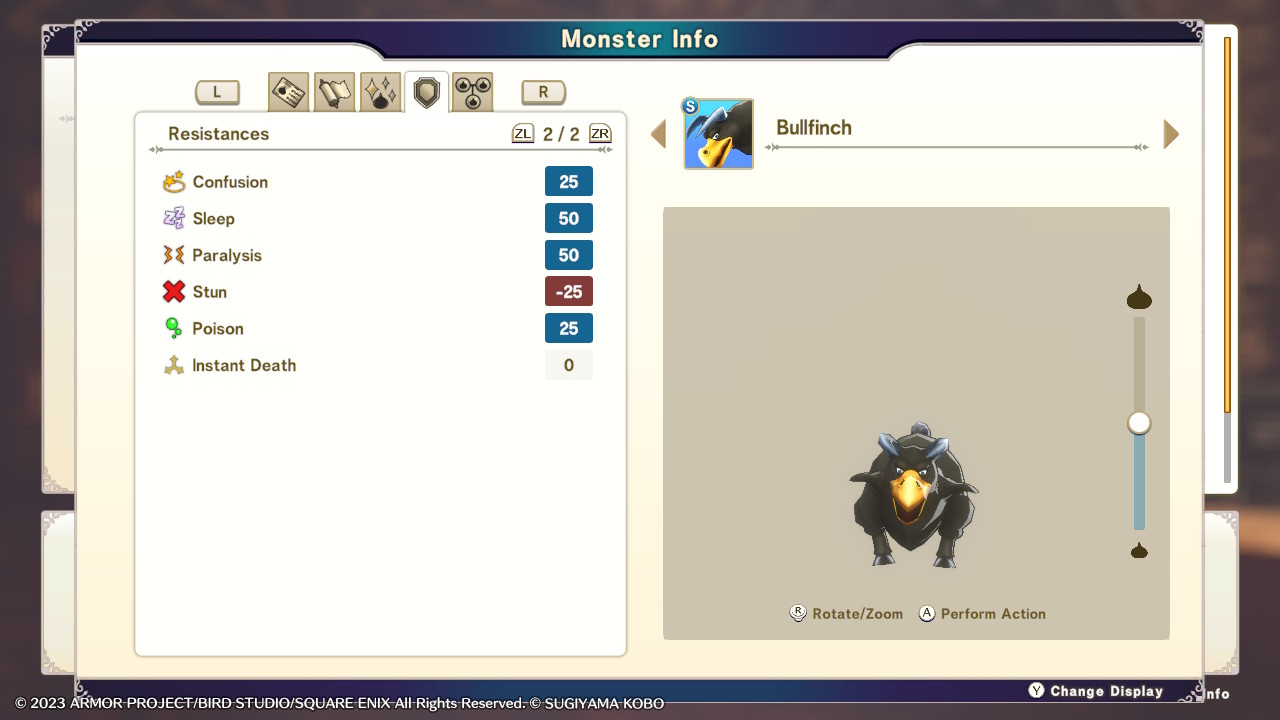 Monster Info
L
R
Resistances
ZL 2 / 2 ZR
Confusion 25
Sleep 50
Paralysis 50
Stun -25
Poison 25
Instant Death 0
S
Bullfinch
R Rotate/Zoom A Perform Action
Y Change Display
nfo
© 2023 ARMOR PROJECT/BIRD STUDIO/SQUARE ENIX All Rights Reserved. © SUGIYAMA KOBO